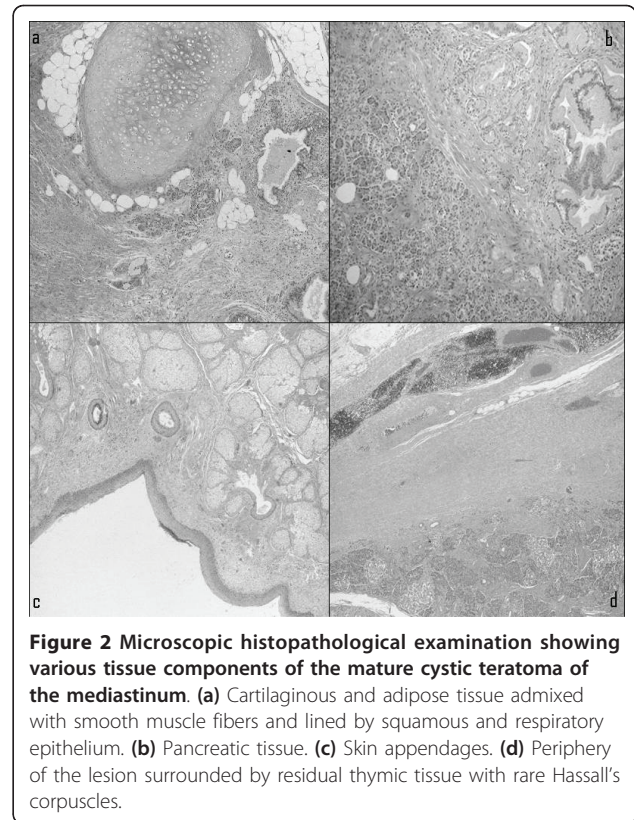 a
b
c
d
Figure 2 Microscopic histopathological examination showing
various tissue components of the mature cystic teratoma of
the mediastinum. (a) Cartilaginous and adipose tissue admixed
with smooth muscle fibers and lined by squamous and respiratory
epithelium. (b) Pancreatic tissue. (c) Skin appendages. (d) Periphery
of the lesion surrounded by residual thymic tissue with rare Hassall's
corpuscles.